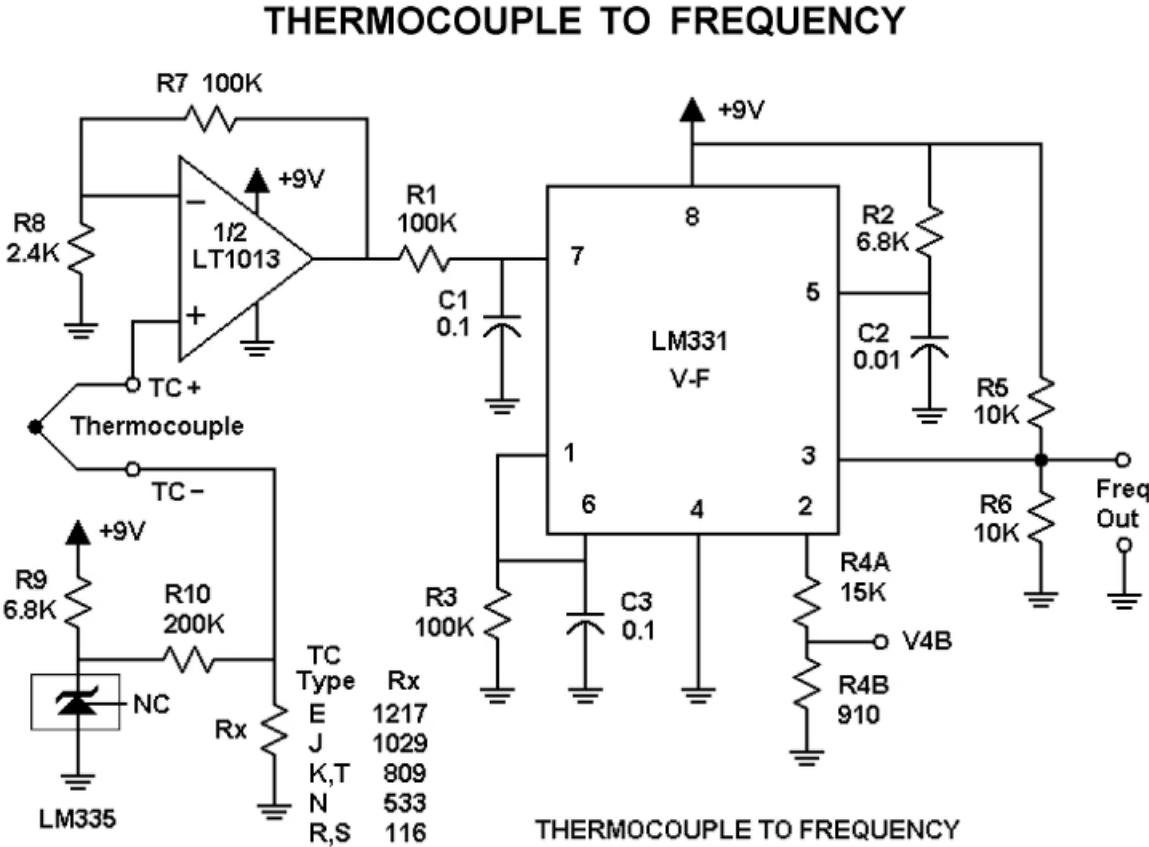 THERMOCOUPLE TO FREQUENCY
R7 100K
+9V
+9V
R8
2.4K
−
1/2
LT1013
+
R1
100K
C1
0.1
TC+
Thermocouple
TC−
8
7
5
LM331
V-F
1
3
6
4
2
R2
6.8K
C2
0.01
R5
10K
R6
10K
Freq
Out
+9V
R9
6.8K
R10
200K
NC
LM335
Rx
TC
Type Rx
E 1217
J 1029
K,T 809
N 533
R,S 116
R3
100K
C3
0.1
R4A
15K
V4B
R4B
910
THERMOCOUPLE TO FREQUENCY